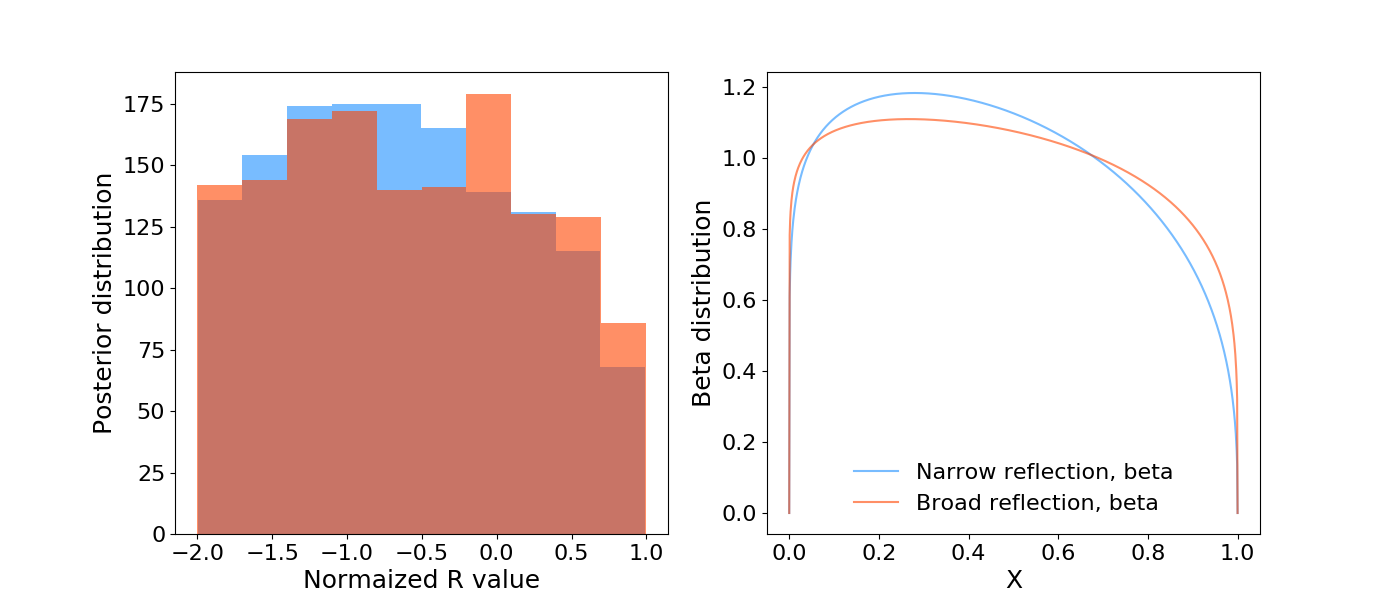 Posterior distribution
175
150
125
100
75
50
25
0
−2.0 −1.5 −1.0 −0.5 0.0 0.5 1.0
Normaized R value
Beta distribution
1.2
1.0
0.8
0.6
0.4
0.2
0.0
Narrow reflection, beta
Broad reflection, beta
0.0 0.2 0.4 0.6 0.8 1.0
X